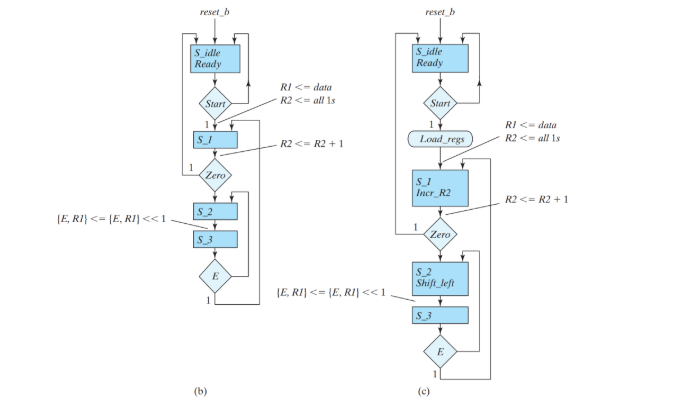 reset_b
S_idle
Ready
Start
R1 <= data
R2 <= all 1s
1
S_1
R2 <= R2 + 1
1
Zero
S_2
{E, R1} <= {E, R1} << 1
S_3
E
1
(b)
reset_b
S_idle
Ready
Start
1
R1 <= data
R2 <= all 1s
Load_regs
S_1
Incr_R2
R2 <= R2 + 1
1
Zero
S_2
Shift_left
{E, R1} <= {E, R1} << 1
S_3
E
1
(c)